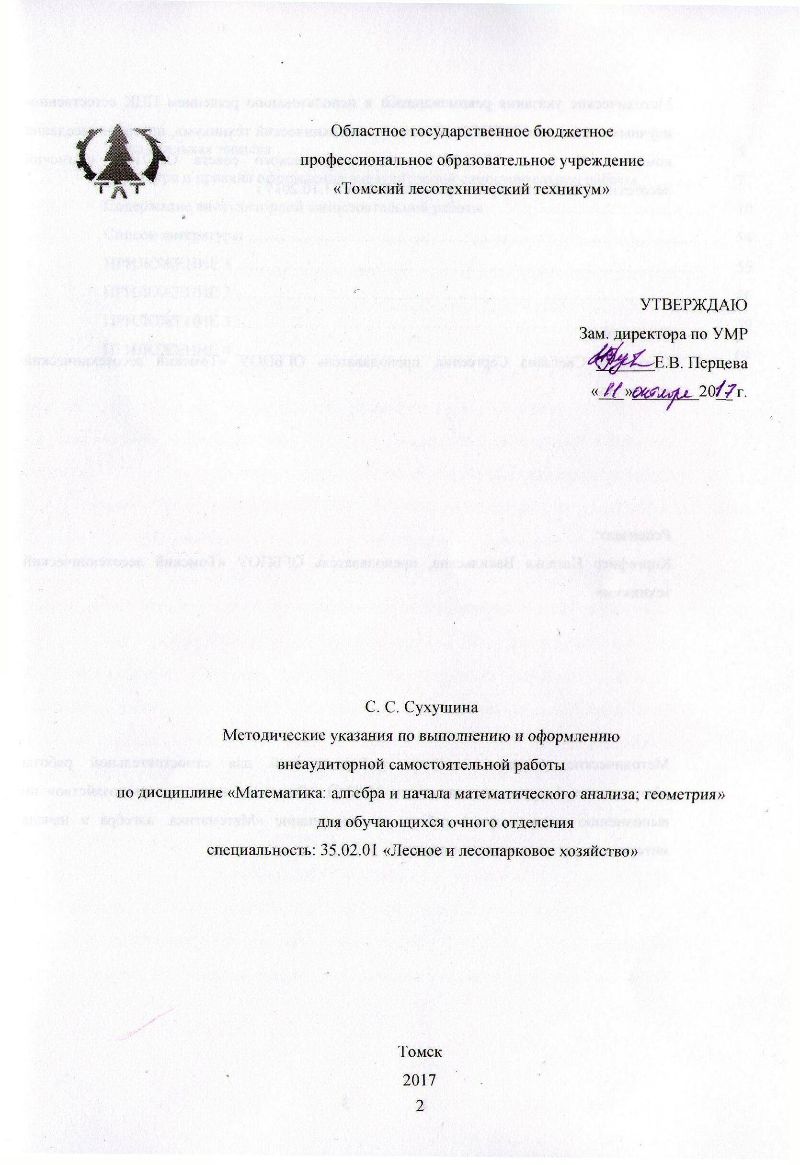 Областное государственное бюджетное
профессиональное образовательное учреждение
«Томский лесотехнический техникум»
ТЛТ
УТВЕРЖДАЮ
Зам. директора по УМР
Е.В. Перцева
«11» октября 2017 г.
С. С. Сухушина
Методические указания по выполнению и оформлению
внеаудиторной самостоятельной работы
по дисциплине «Математика: алгебра и начала математического анализа; геометрия»
для обучающихся очного отделения
специальность: 35.02.01 «Лесное и лесопарковое хозяйство»
Томск
2017
2